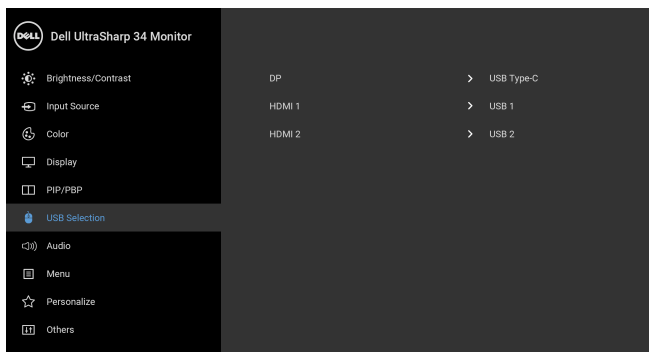 DELL Dell UltraSharp 34 Monitor
Brightness/Contrast
Input Source
Color
Display
PIP/PBP
USB Selection
Audio
Menu
Personalize
Others
DP > USB Type-C
HDMI 1 > USB 1
HDMI 2 > USB 2